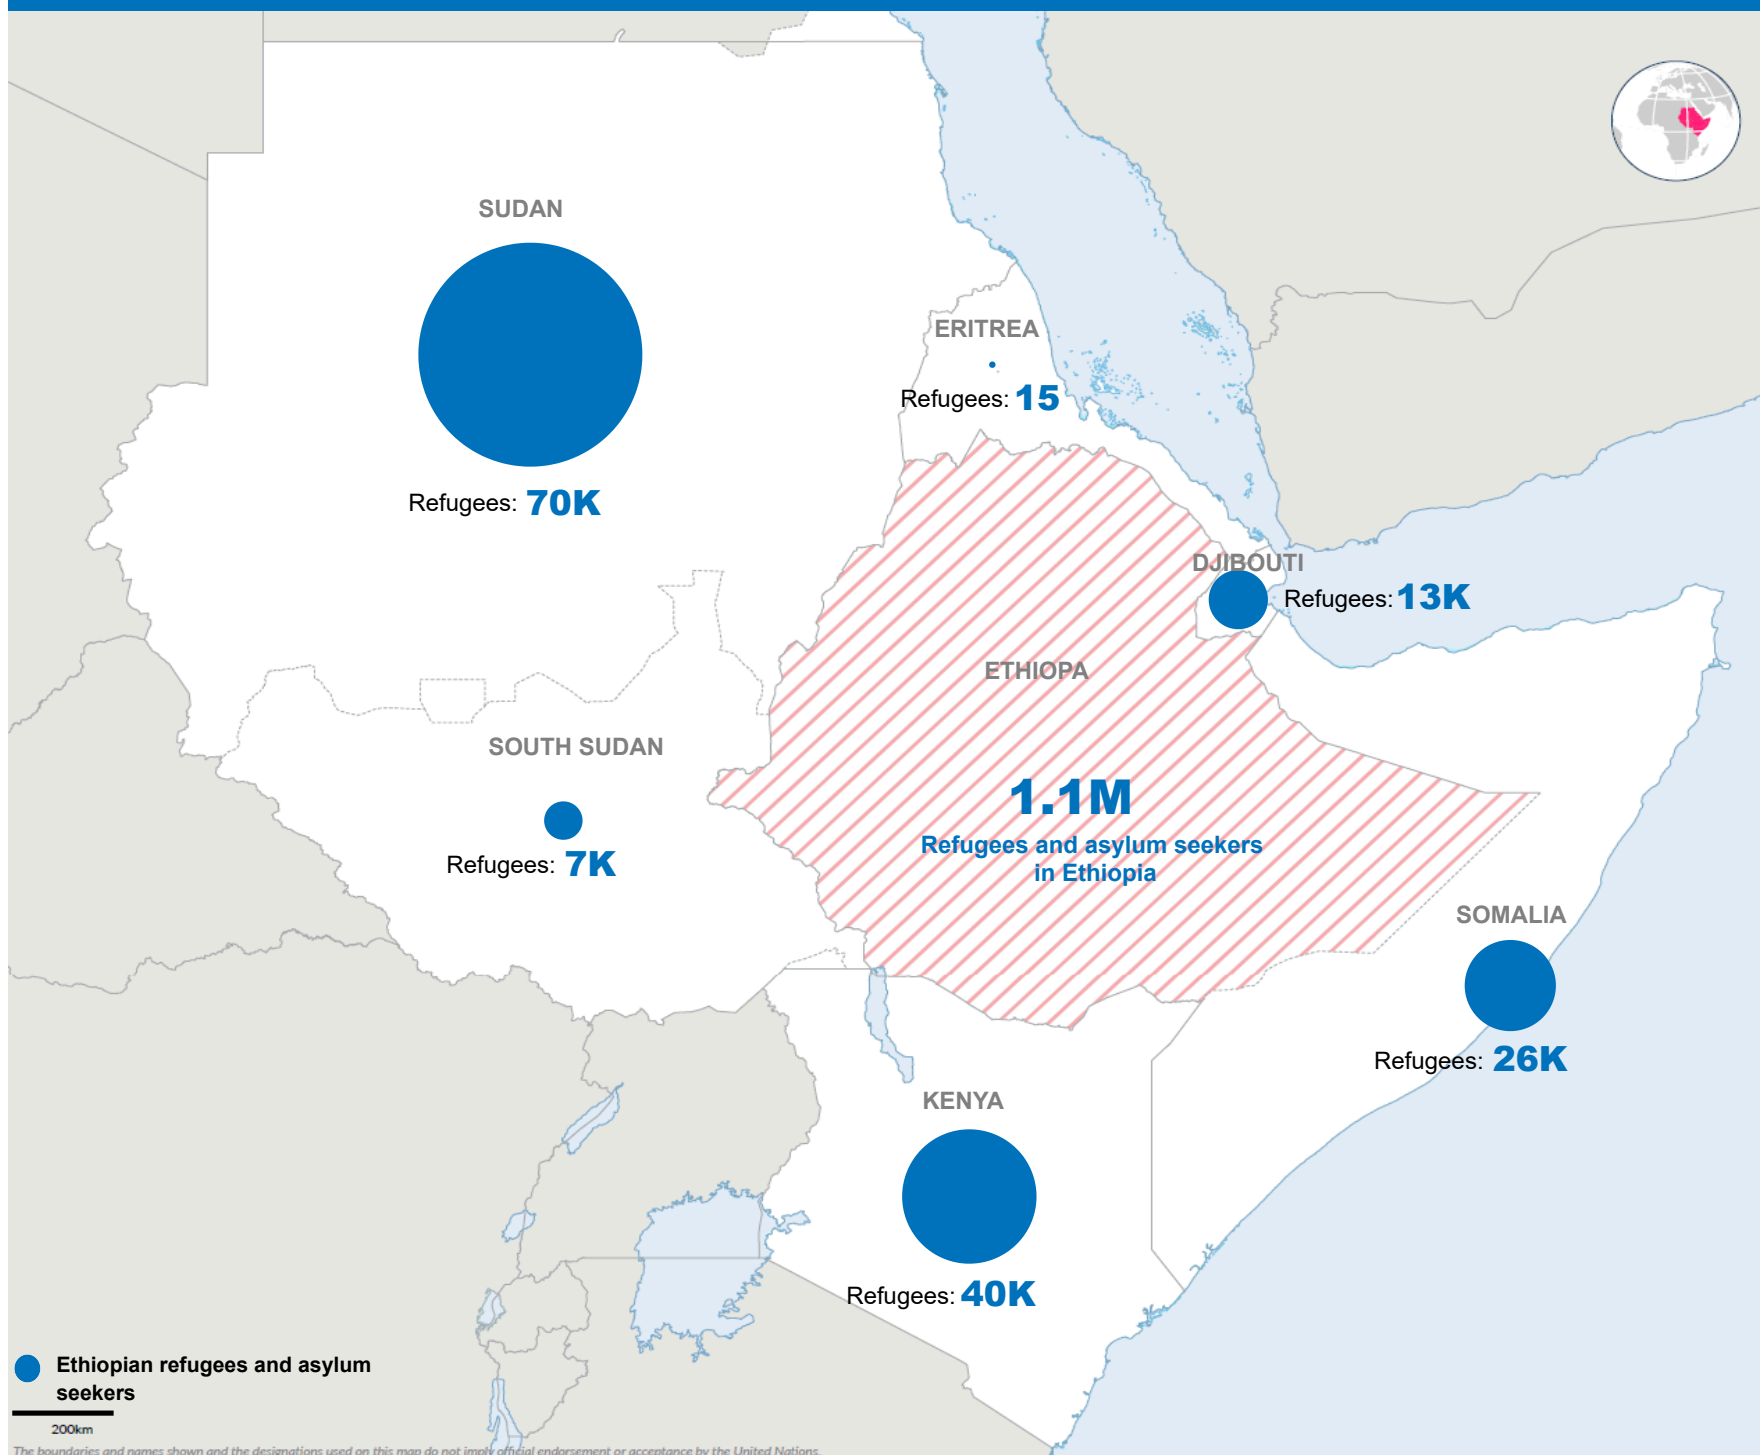 SUDAN
ERITREA
Refugees: 15
Refugees: 70K
DJIBOUTI
Refugees: 13K
ETHIOPA
SOUTH SUDAN
1.1M
Refugees and asylum seekers
in Ethiopia
Refugees: 7K
SOMALIA
Refugees: 26K
KENYA
Refugees: 40K
Ethiopian refugees and asylum
seekers
200km
The boundaries and names shown and the designations used on this map do not imply official endorsement or acceptance by the United Nations.